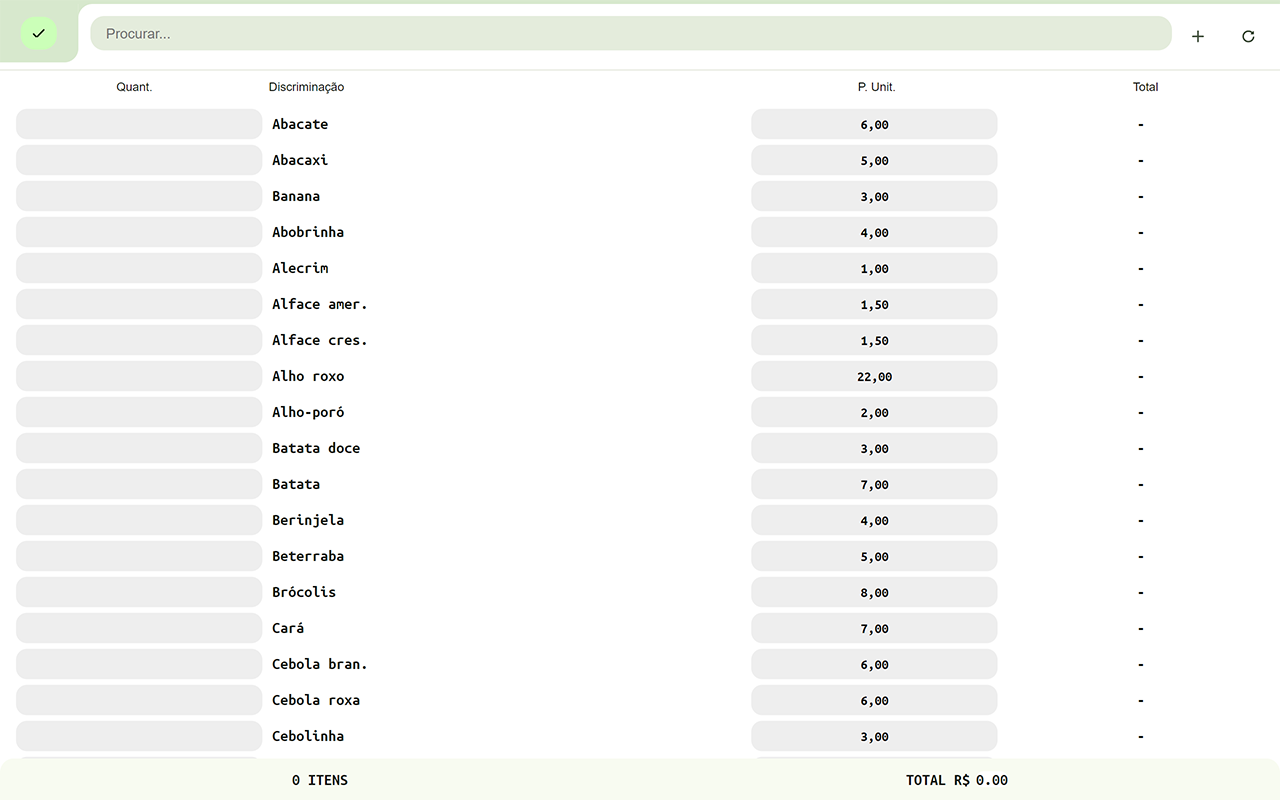 Procurar...
Quant. Discriminação P. Unit. Total
Abacate 6,00 -
Abacaxi 5,00 -
Banana 3,00 -
Abobrinha 4,00 -
Alecrim 1,00 -
Alface amer. 1,50 -
Alface cres. 1,50 -
Alho roxo 22,00 -
Alho-poró 2,00 -
Batata doce 3,00 -
Batata 7,00 -
Berinjela 4,00 -
Beterraba 5,00 -
Brócolis 8,00 -
Cará 7,00 -
Cebola bran. 6,00 -
Cebola roxa 6,00 -
Cebolinha 3,00 -
0 ITENS TOTAL R$ 0.00